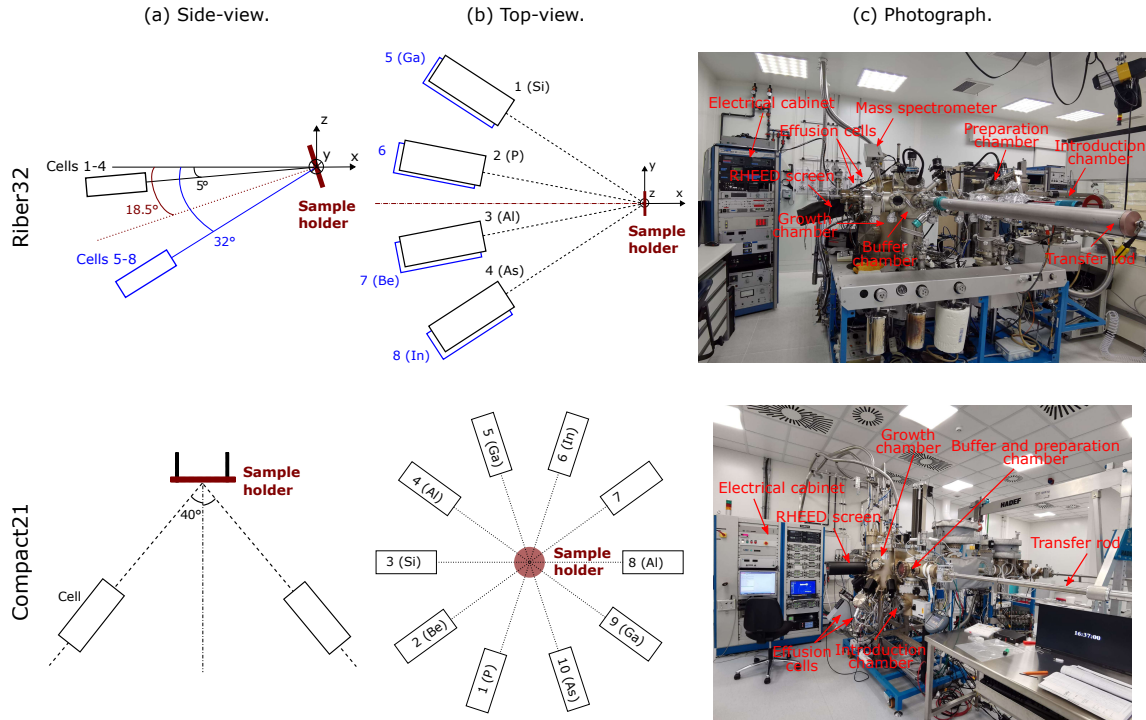 (a) Side-view.
(b) Top-view.
(c) Photograph.
Riber32
z
y
x
Cells 1-4
5°
18.5°
32°
Sample
holder
Cells 5-8
5 (Ga)
1 (Si)
6
2 (P)
3 (Al)
7 (Be)
4 (As)
8 (In)
y
z
x
Sample
holder
Electrical cabinet
Mass spectrometer
Effusion cells
Preparation
chamber
Introduction
chamber
RHEED screen
Growth
chamber
Buffer
chamber
Transfer rod
Compact21
Sample
holder
40°
Cell
5 (Ga)
6 (In)
4 (Al)
7
3 (Si)
Sample
holder
8 (Al)
2 (Be)
9 (Ga)
1 (P)
10 (As)
Growth
chamber
Buffer and preparation
chamber
Electrical cabinet
RHEED screen
NADEF
Transfer rod
Effusion
cells
Introduction
chamber
16:37:00